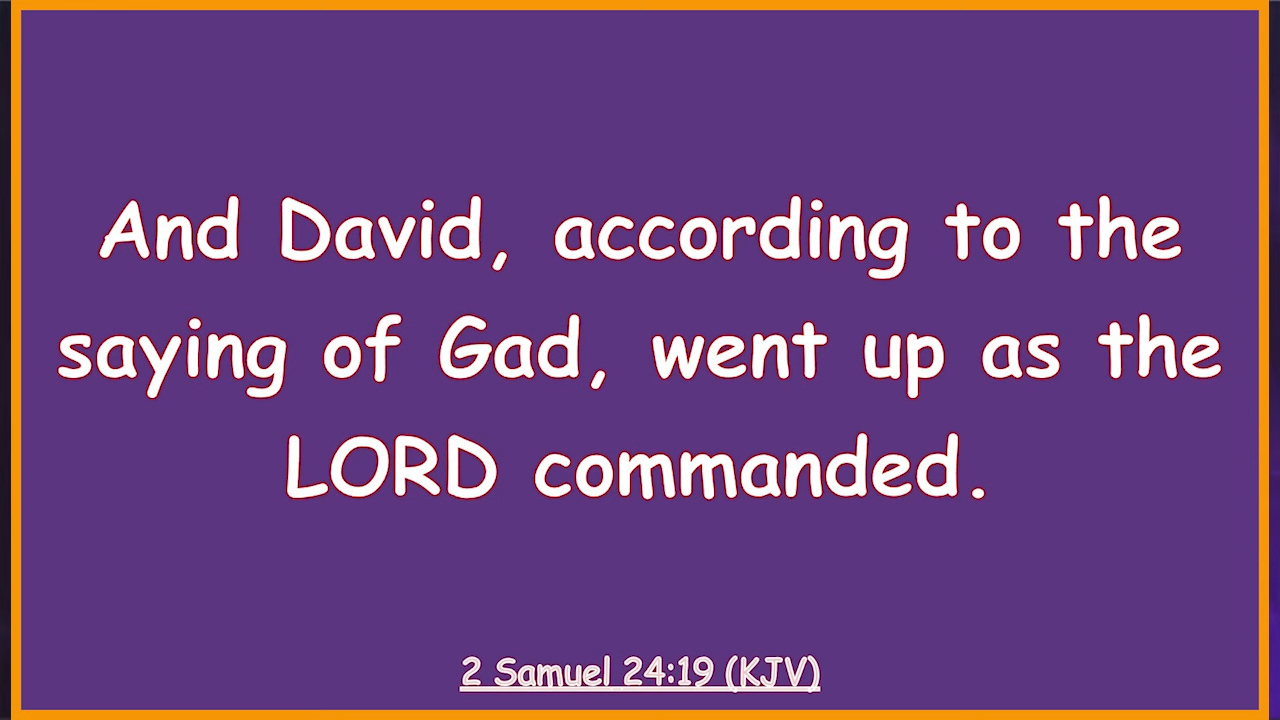 And David, according to the
saying of Gad, went up as the
LORD commanded.
2 Samuel 24:19 (KJV)